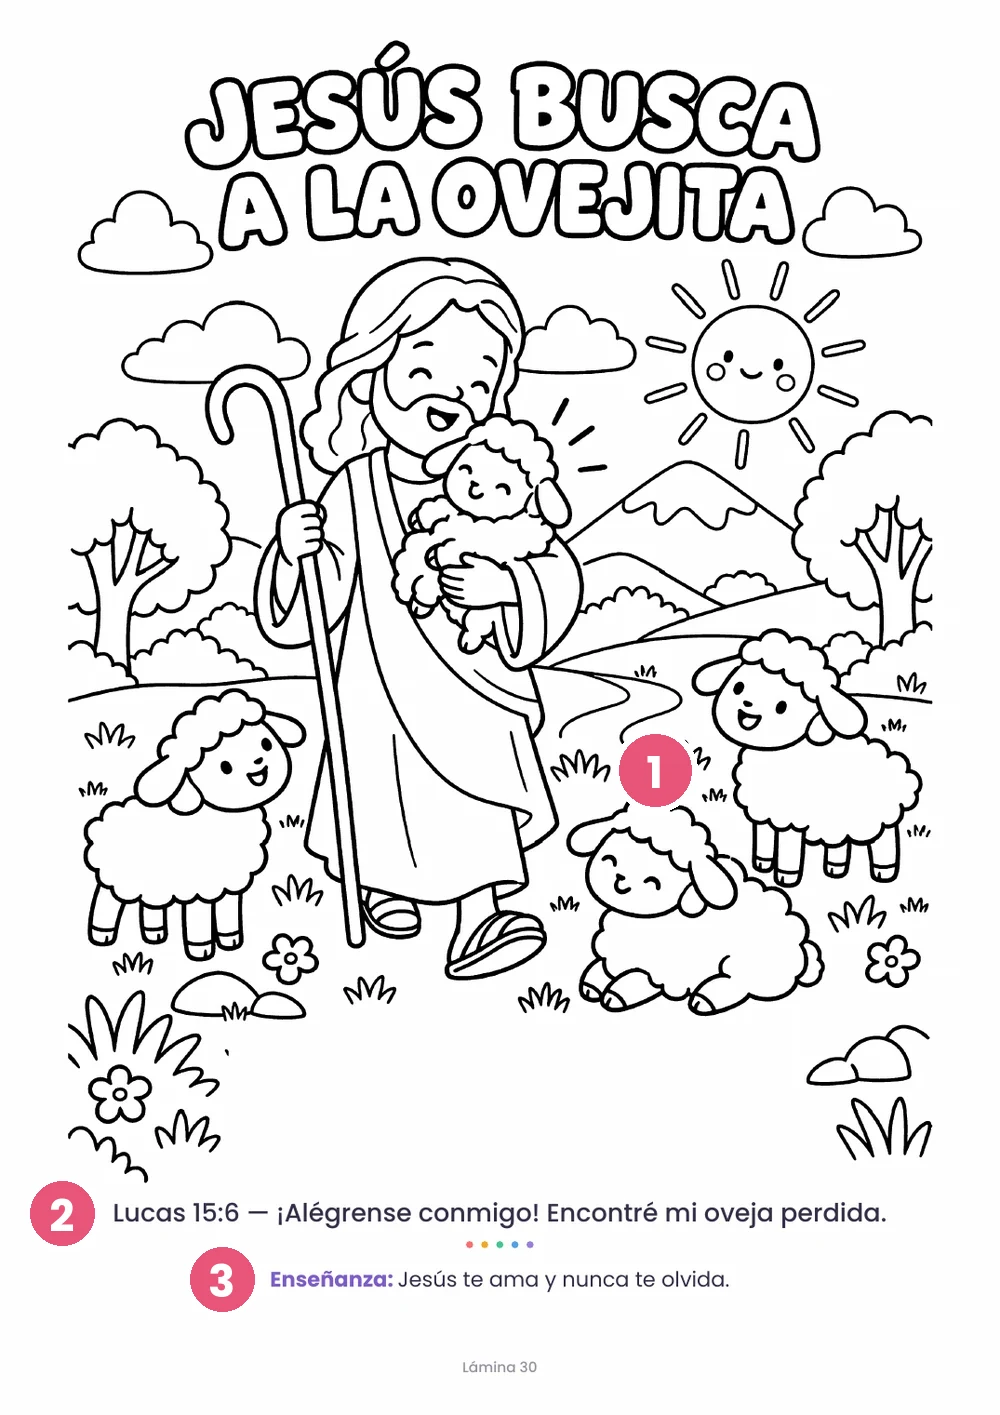 JESÚS BUSCA
A LA OVEJITA
1
2 Lucas 15:6 — ¡Alégrense conmigo! Encontré mi oveja perdida.
3 Enseñanza: Jesús te ama y nunca te olvida.
Lámina 30